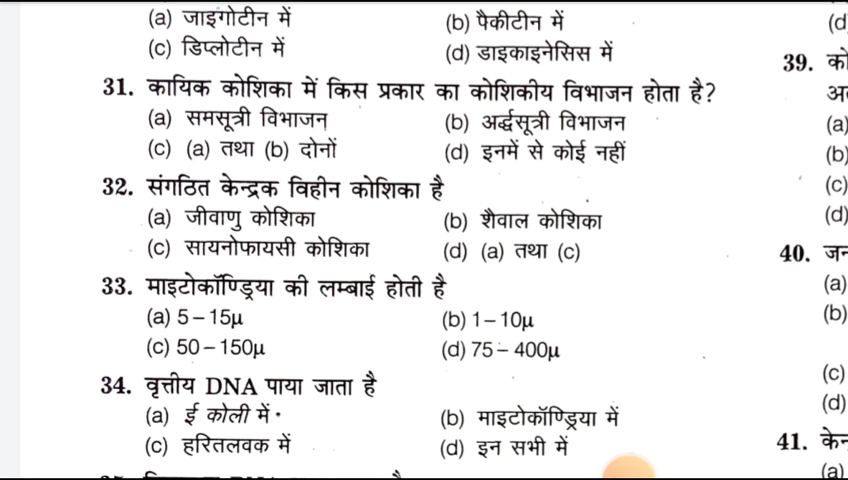 (a) जाइगोटीन में (b) पैकीटीन में
(c) डिप्लोटीन में (d) डाइकाइनेसिस में
31. कायिक कोशिका में किस प्रकार का कोशिकीय विभाजन होता है?
(a) समसूत्री विभाजन (b) अर्द्धसूत्री विभाजन
(c) (a) तथा (b) दोनों (d) इनमें से कोई नहीं
32. संगठित केन्द्रक विहीन कोशिका है
(a) जीवाणु कोशिका (b) शैवाल कोशिका
(c) सायनोफायसी कोशिका (d) (a) तथा (c)
33. माइटोकॉण्ड्रिया की लम्बाई होती है
(a) 5–15μ (b) 1–10μ
(c) 50–150μ (d) 75–400μ
34. वृत्तीय DNA पाया जाता है
(a) ई कोली में (b) माइटोकॉण्ड्रिया में
(c) हरितलवक में (d) इन सभी में
(d
39.
(a)
(b)
(c)
(d)
40.
(a)
(b)
(c)
(d)
41.
(a)